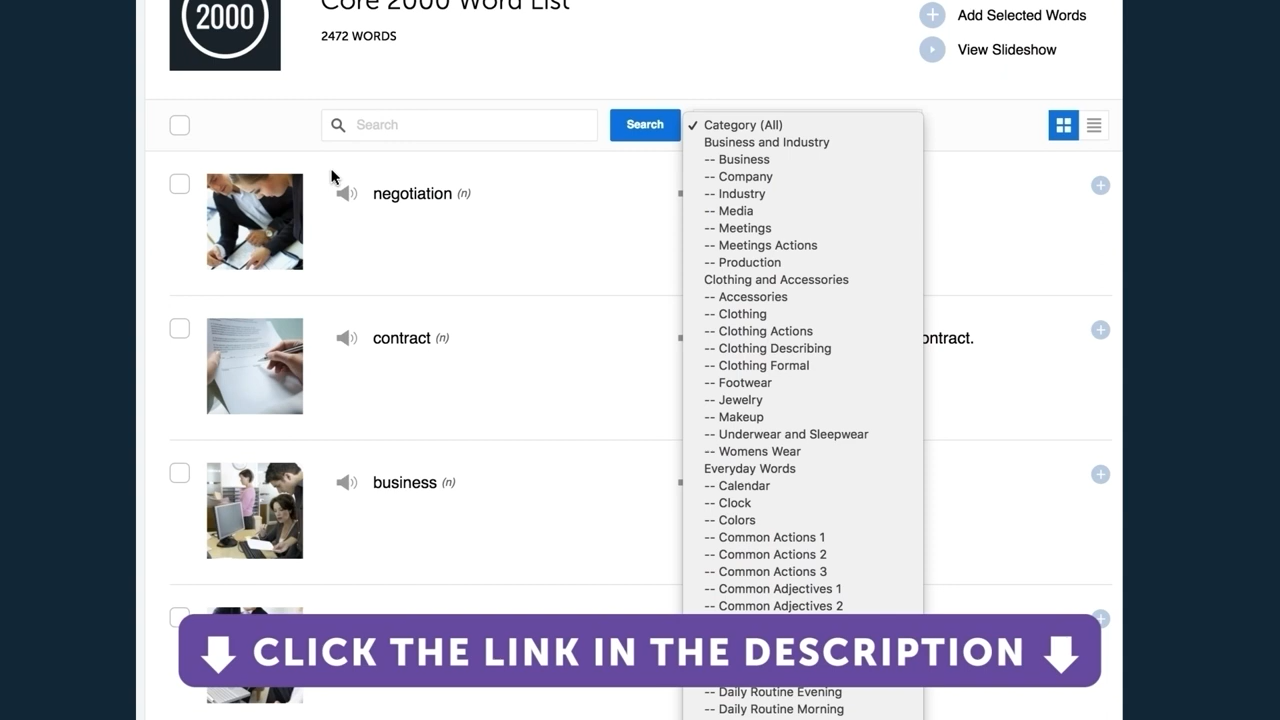 2000
Core 2000 Word List
2472 WORDS
Add Selected Words
View Slideshow
Search
Search
✓ Category (All)
Business and Industry
-- Business
-- Company
-- Industry
-- Media
-- Meetings
-- Meetings Actions
-- Production
Clothing and Accessories
-- Accessories
-- Clothing
-- Clothing Actions
-- Clothing Describing
-- Clothing Formal
-- Footwear
-- Jewelry
-- Makeup
-- Underwear and Sleepwear
-- Womens Wear
Everyday Words
-- Calendar
-- Clock
-- Colors
-- Common Actions 1
-- Common Actions 2
-- Common Actions 3
-- Common Adjectives 1
-- Common Adjectives 2
-- Daily Routine Evening
-- Daily Routine Morning
negotiation (n)
contract (n)
ontract.
business (n)
CLICK THE LINK IN THE DESCRIPTION